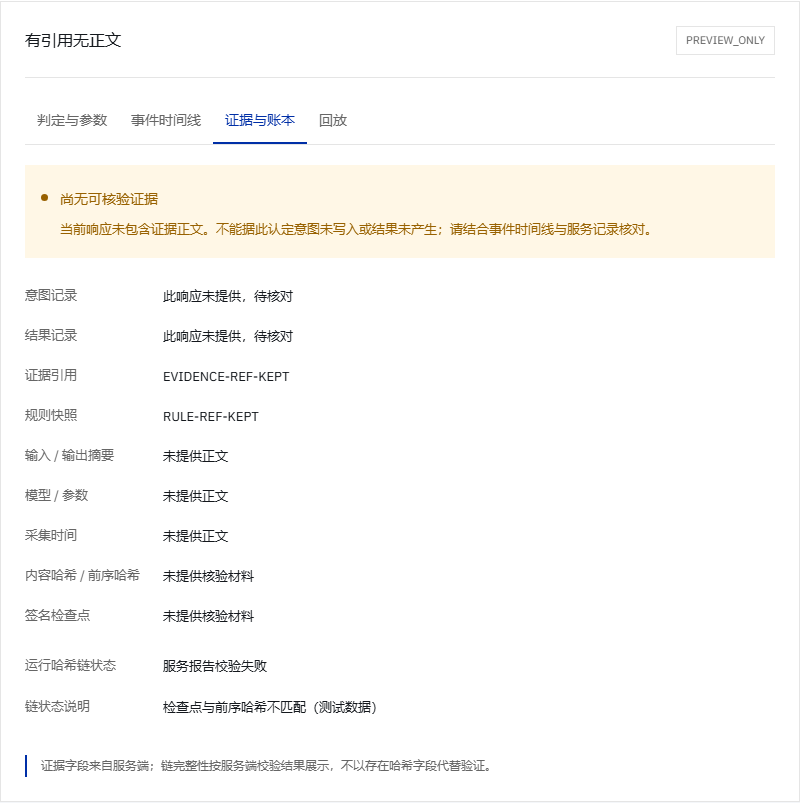 有引用无正文
PREVIEW_ONLY
判定与参数 事件时间线 证据与账本 回放
尚无可核验证据
当前响应未包含证据正文。不能据此认定意图未写入或结果未产生；请结合事件时间线与服务记录核对。
意图记录 此响应未提供，待核对
结果记录 此响应未提供，待核对
证据引用 EVIDENCE-REF-KEPT
规则快照 RULE-REF-KEPT
输入 / 输出摘要 未提供正文
模型 / 参数 未提供正文
采集时间 未提供正文
内容哈希 / 前序哈希 未提供核验材料
签名检查点 未提供核验材料
运行哈希链状态 服务报告校验失败
链状态说明 检查点与前序哈希不匹配（测试数据）
证据字段来自服务端；链完整性按服务端校验结果展示，不以存在哈希字段代替验证。